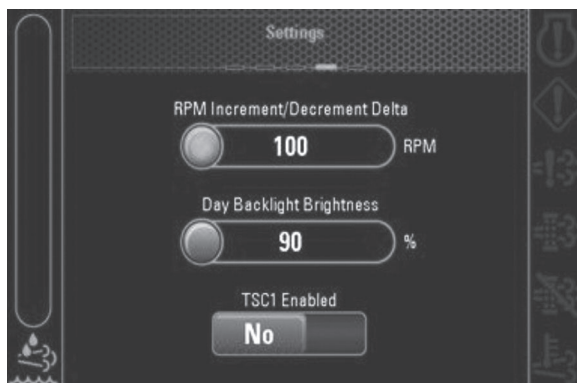 Settings
RPM Increment/Decrement Delta
100 RPM
Day Backlight Brightness
90 %
TSC1 Enabled
No